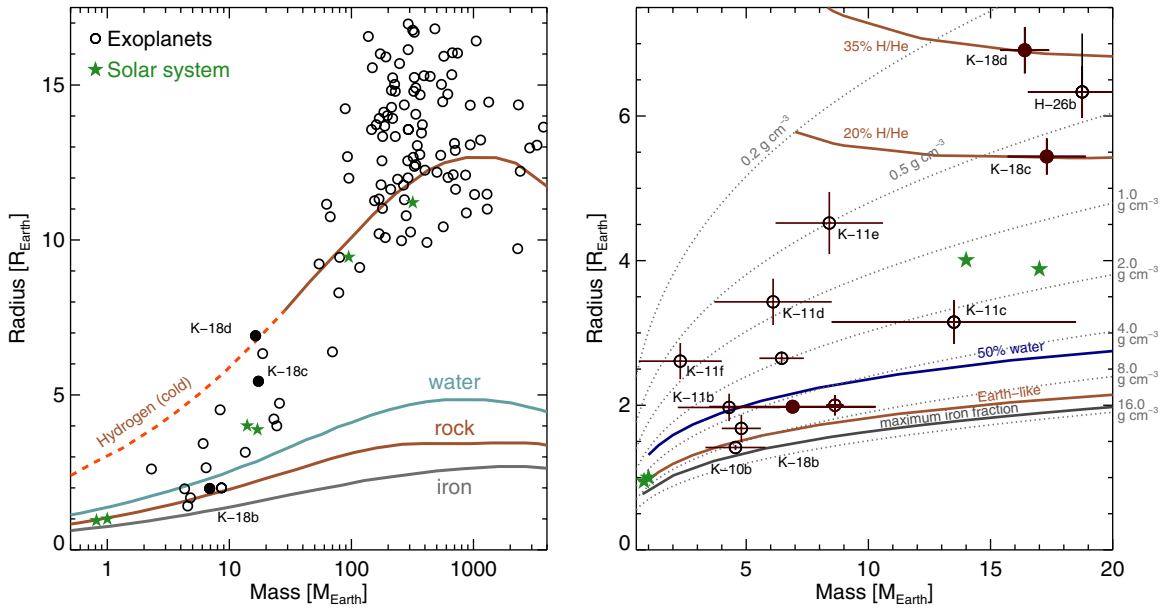 Exoplanets
Solar system
K-18d
K-18c
Hydrogen (cold)
water
rock
iron
K-18b
0
5
10
15
Radius [R_Earth]
1
10
100
1000
Mass [M_Earth]
35% H/He
K-18d
H-26b
0.2 g cm⁻³
20% H/He
0.5 g cm⁻³
K-18c
1.0
g cm⁻³
K-11e
2.0
g cm⁻³
K-11d
K-11c
4.0
g cm⁻³
50% water
K-11f
8.0
g cm⁻³
K-11b
Earth-like
maximum iron fraction
16.0
g cm⁻³
K-10b
K-18b
0
2
4
6
Radius [R_Earth]
5
10
15
20
Mass [M_Earth]